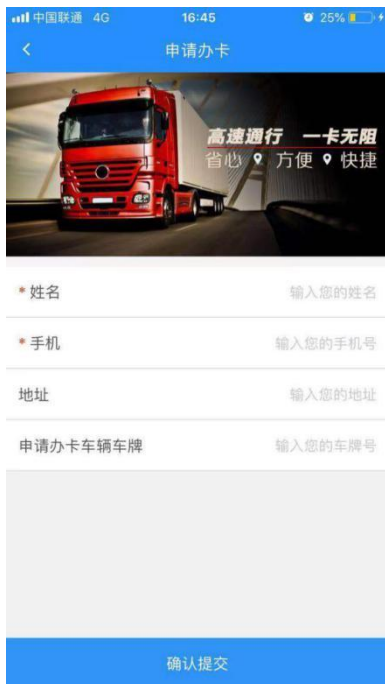 中国联通 4G 16:45 25%
申请办卡
高速通行 一卡无阻
省心 方便 快捷
* 姓名 输入您的姓名
* 手机 输入您的手机号
地址 输入您的地址
申请办卡车辆车牌 输入您的车牌号
确认提交